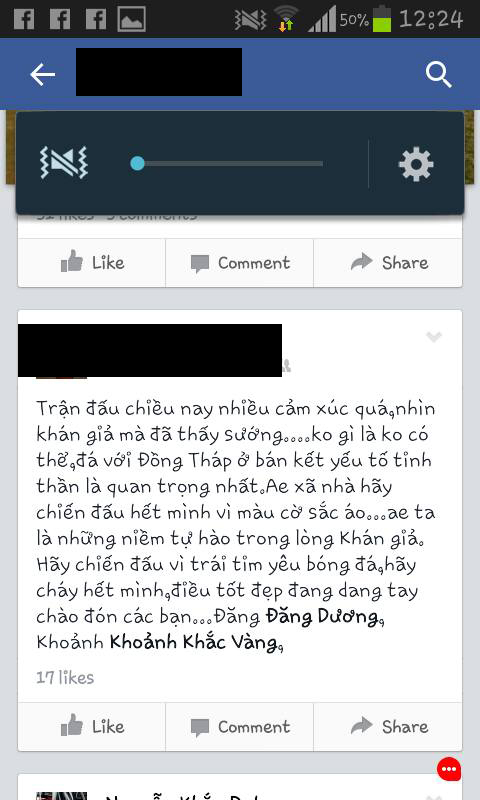 50% 12:24
31 likes 5 comments
Like Comment Share
Trận đấu chiều nay nhiều cảm xúc quá,nhìn
khán giả mà đã thấy sướng....ko gì là ko có
thể,đá với Đồng Tháp ở bán kết yếu tố tinh
thần là quan trọng nhất.Ae xã nhà hãy
chiến đấu hết mình vì màu cờ sắc áo...ae ta
là những niềm tự hào trong lòng Khán giả.
Hãy chiến đấu vì trái tim yêu bóng đá,hãy
cháy hết mình,điều tốt đẹp đang dang tay
chào đón các bạn...Đăng Đăng Dương,
Khoảnh Khoảnh Khắc Vàng,
17 likes
Like Comment Share